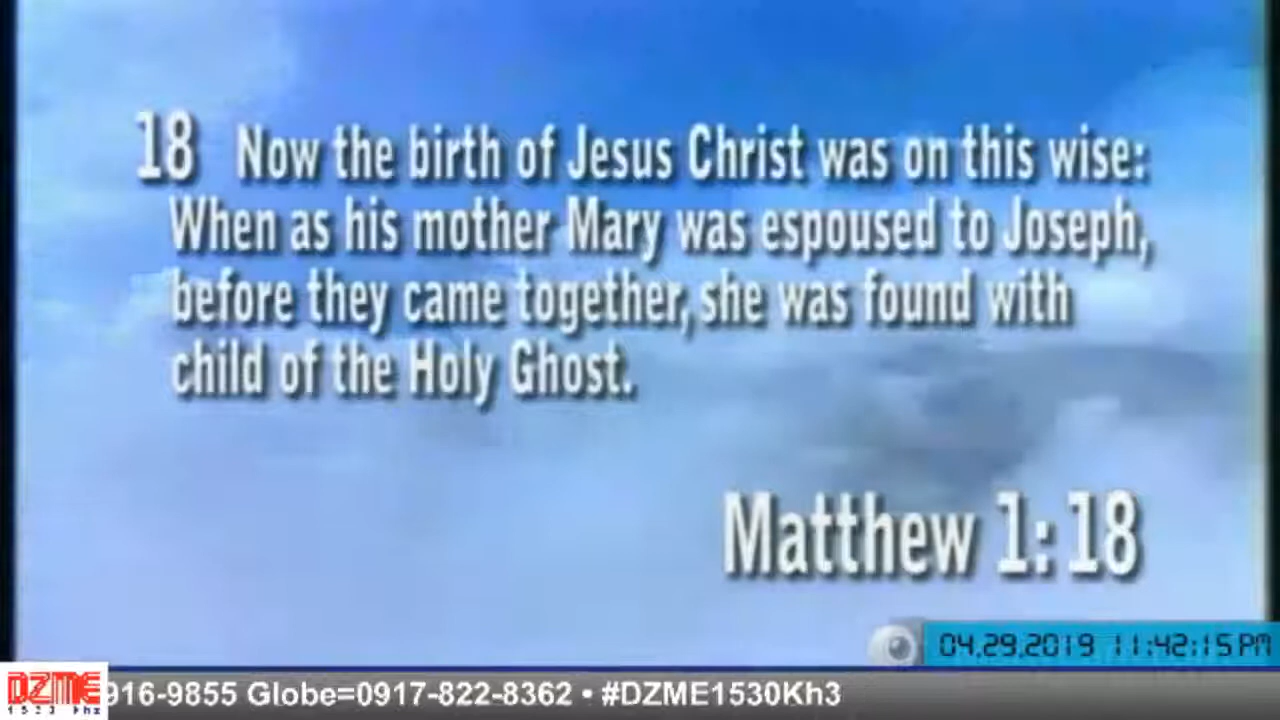 18 Now the birth of Jesus Christ was on this wise:
When as his mother Mary was espoused to Joseph,
before they came together, she was found with
child of the Holy Ghost.
Matthew 1:18
04.29.2019 11:42:15 PM
DZME
916-9855 Globe=0917-822-8362 • #DZME1530Kh3